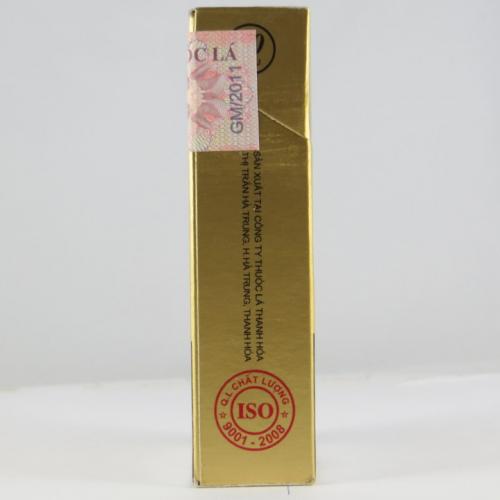 ỐC LÁ
GM/2011
SẢN XUẤT TẠI CÔNG TY THUỐC LÁ THANH HÓA
THỊ TRẤN HÀ TRUNG, H.HÀ TRUNG, THANH HÓA
Q.L CHẤT LƯỢNG
ISO
9001 - 2008